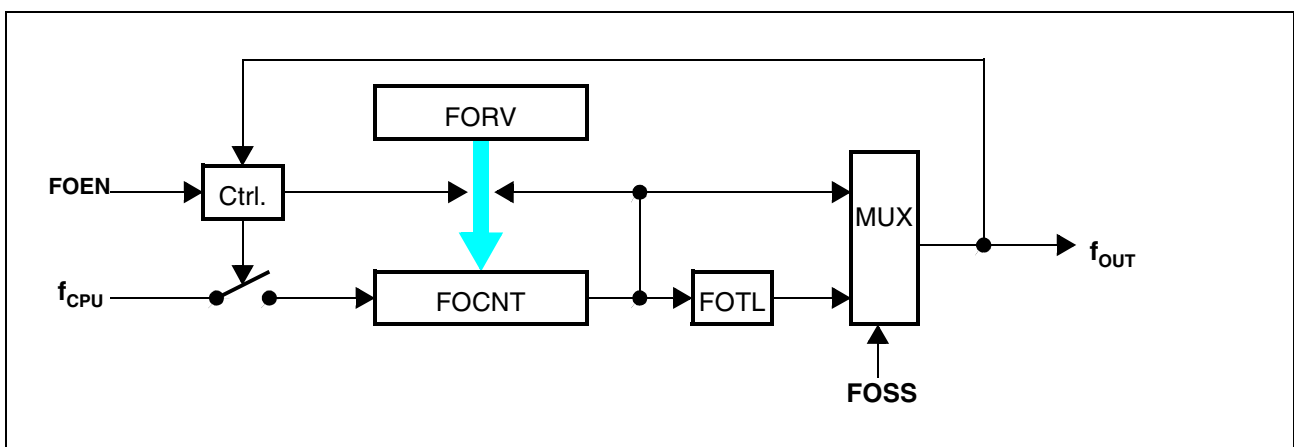 FORV
FOEN
Ctrl.
MUX
fOUT
fCPU
FOCNT
FOTL
FOSS